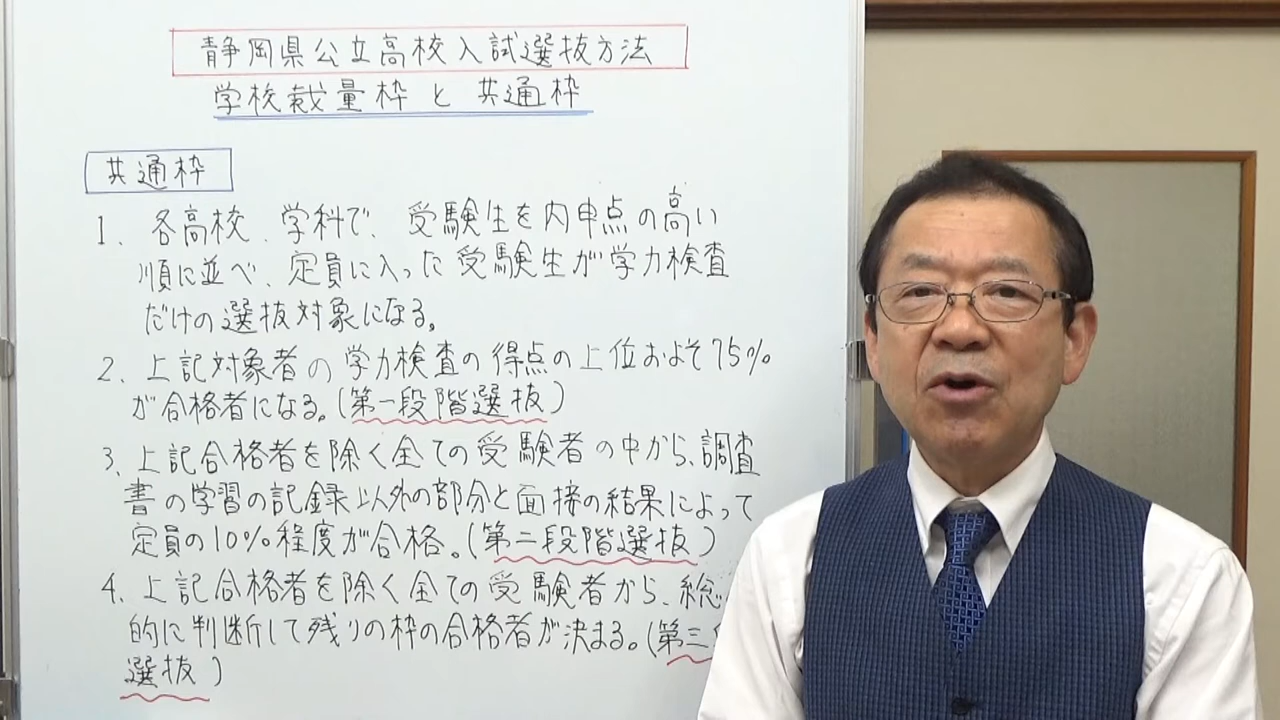 静岡県公立高校入試選抜方法
学校裁量枠と共通枠
共通枠
1. 各高校、学科で、受験生を内申点の高い
順に並べ、定員に入った受験生が学力検査
だけの選抜対象になる。
2、上記対象者の学力検査の得点の上位およそ75%
が合格者になる。(第一段階選抜)
3、上記合格者を除く全ての受験者の中から、調査
書の学習の記録以外の部分と面接の結果によって
定員の10%程度が合格。(第二段階選抜)
4、上記合格者を除く全ての受験者から、総
的に判断して残りの枠の合格者が決まる。(第三
選抜)